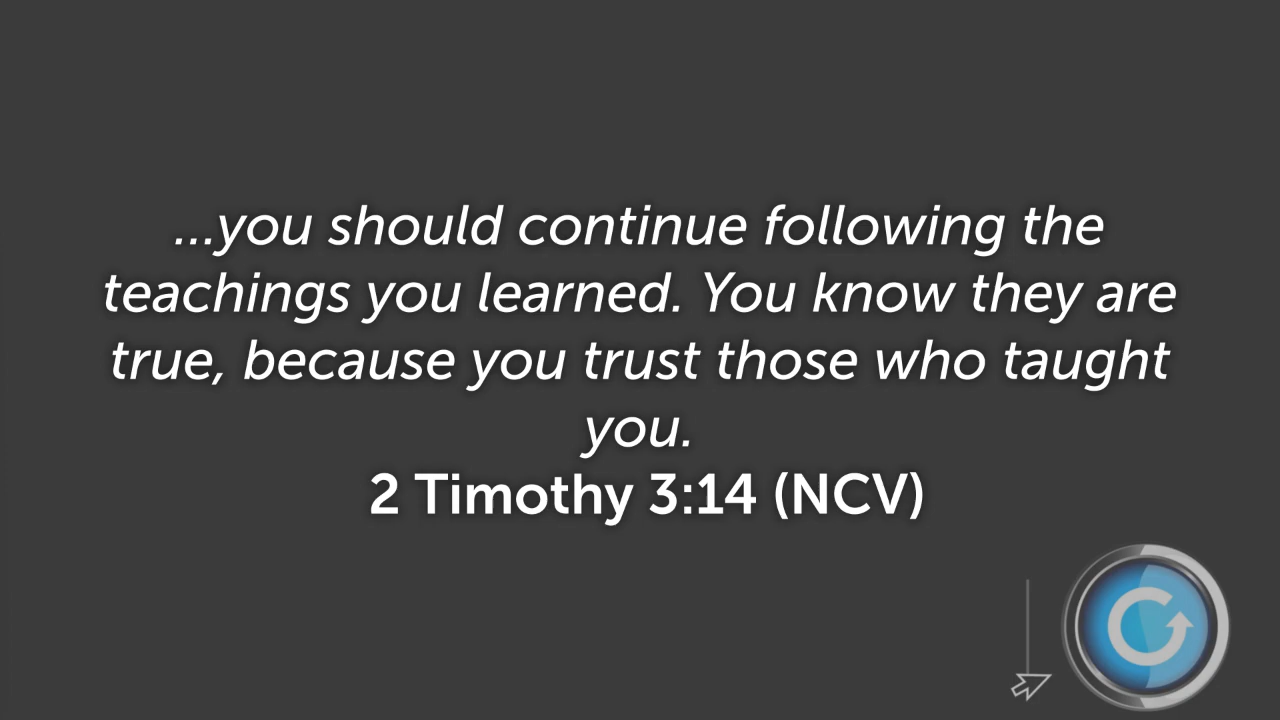 ...you should continue following the
teachings you learned. You know they are
true, because you trust those who taught
you.
2 Timothy 3:14 (NCV)